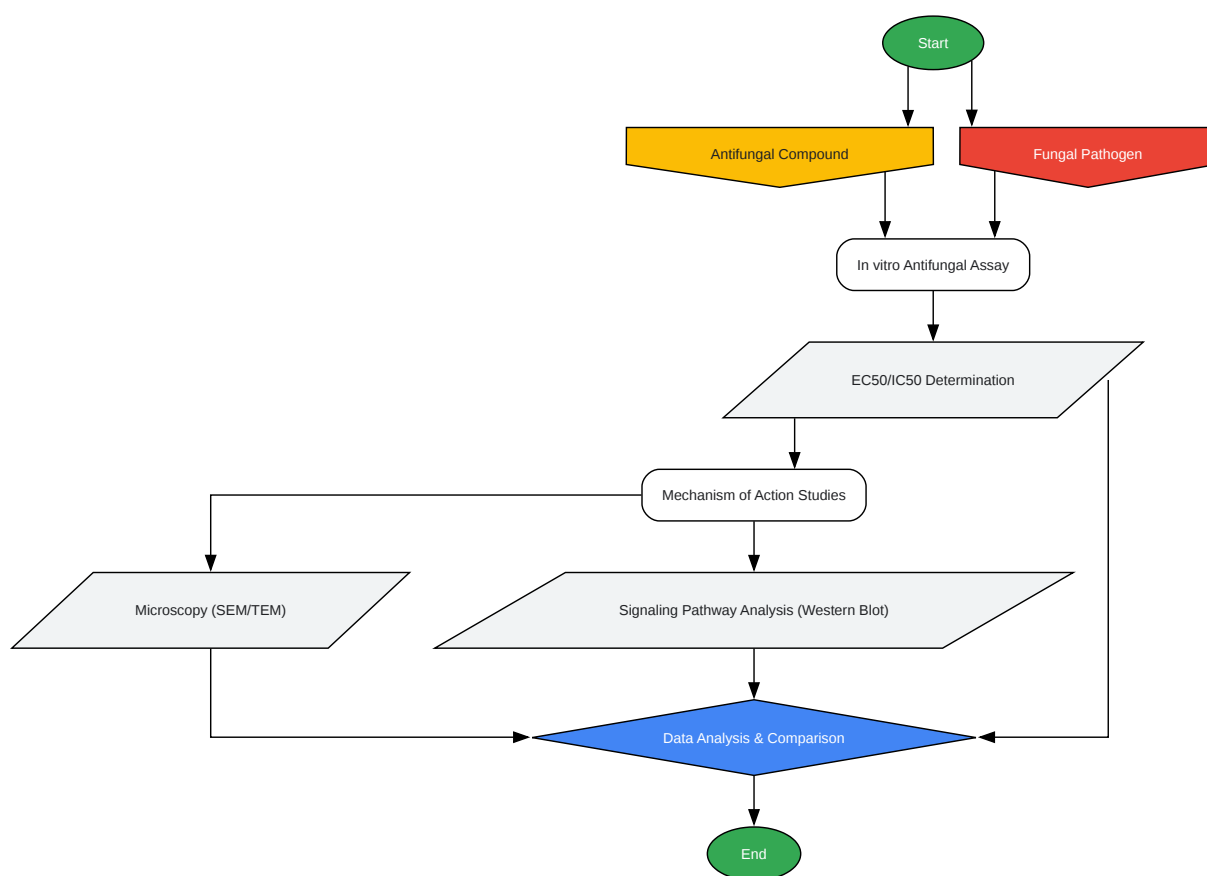 Start
Antifungal Compound
Fungal Pathogen
In vitro Antifungal Assay
EC50/IC50 Determination
Mechanism of Action Studies
Microscopy (SEM/TEM)
Signaling Pathway Analysis (Western Blot)
Data Analysis & Comparison
End